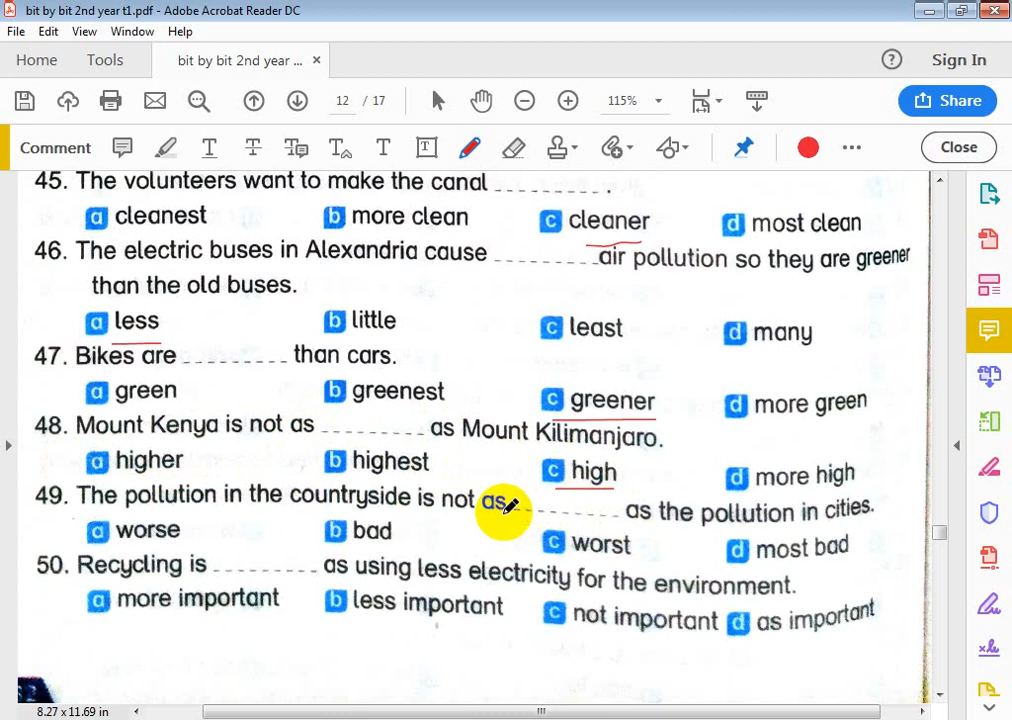 bit by bit 2nd year t1.pdf - Adobe Acrobat Reader DC
File Edit View Window Help
Home Tools bit by bit 2nd year ... × ? Sign In
12 / 17 115% Share
Comment Close
45. The volunteers want to make the canal
a cleanest b more clean c cleaner d most clean
46. The electric buses in Alexandria cause __________ air pollution so they are greener
than the old buses.
a less b little c least d many
47. Bikes are __________ than cars.
a green b greenest c greener d more green
48. Mount Kenya is not as __________ as Mount Kilimanjaro.
a higher b highest c high d more high
49. The pollution in the countryside is not as __________ as the pollution in cities.
a worse b bad c worst d most bad
50. Recycling is __________ as using less electricity for the environment.
a more important b less important c not important d as important
8.27 x 11.69 in